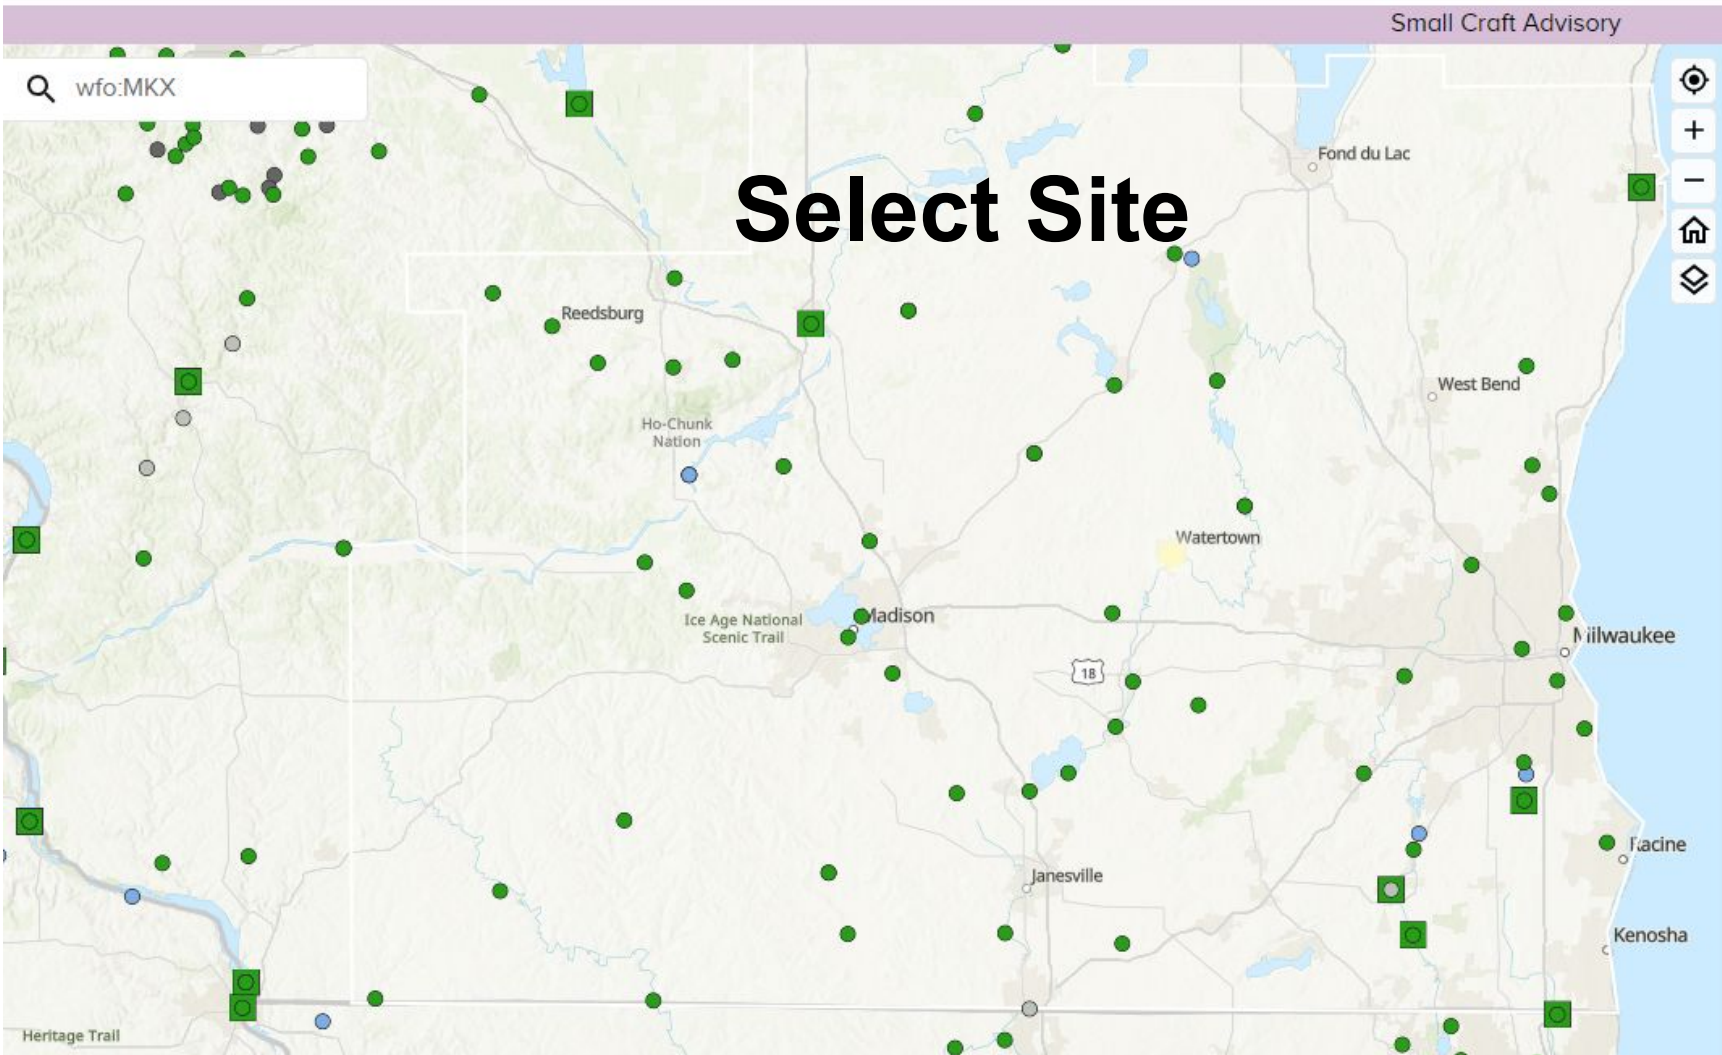 Small Craft Advisory
wfo:MKX
Fond du Lac
Select Site
Reedsburg
West Bend
Ho-Chunk
Nation
Watertown
Ice Age National
Scenic Trail
Madison
Milwaukee
18
Racine
Janesville
Kenosha
Heritage Trail